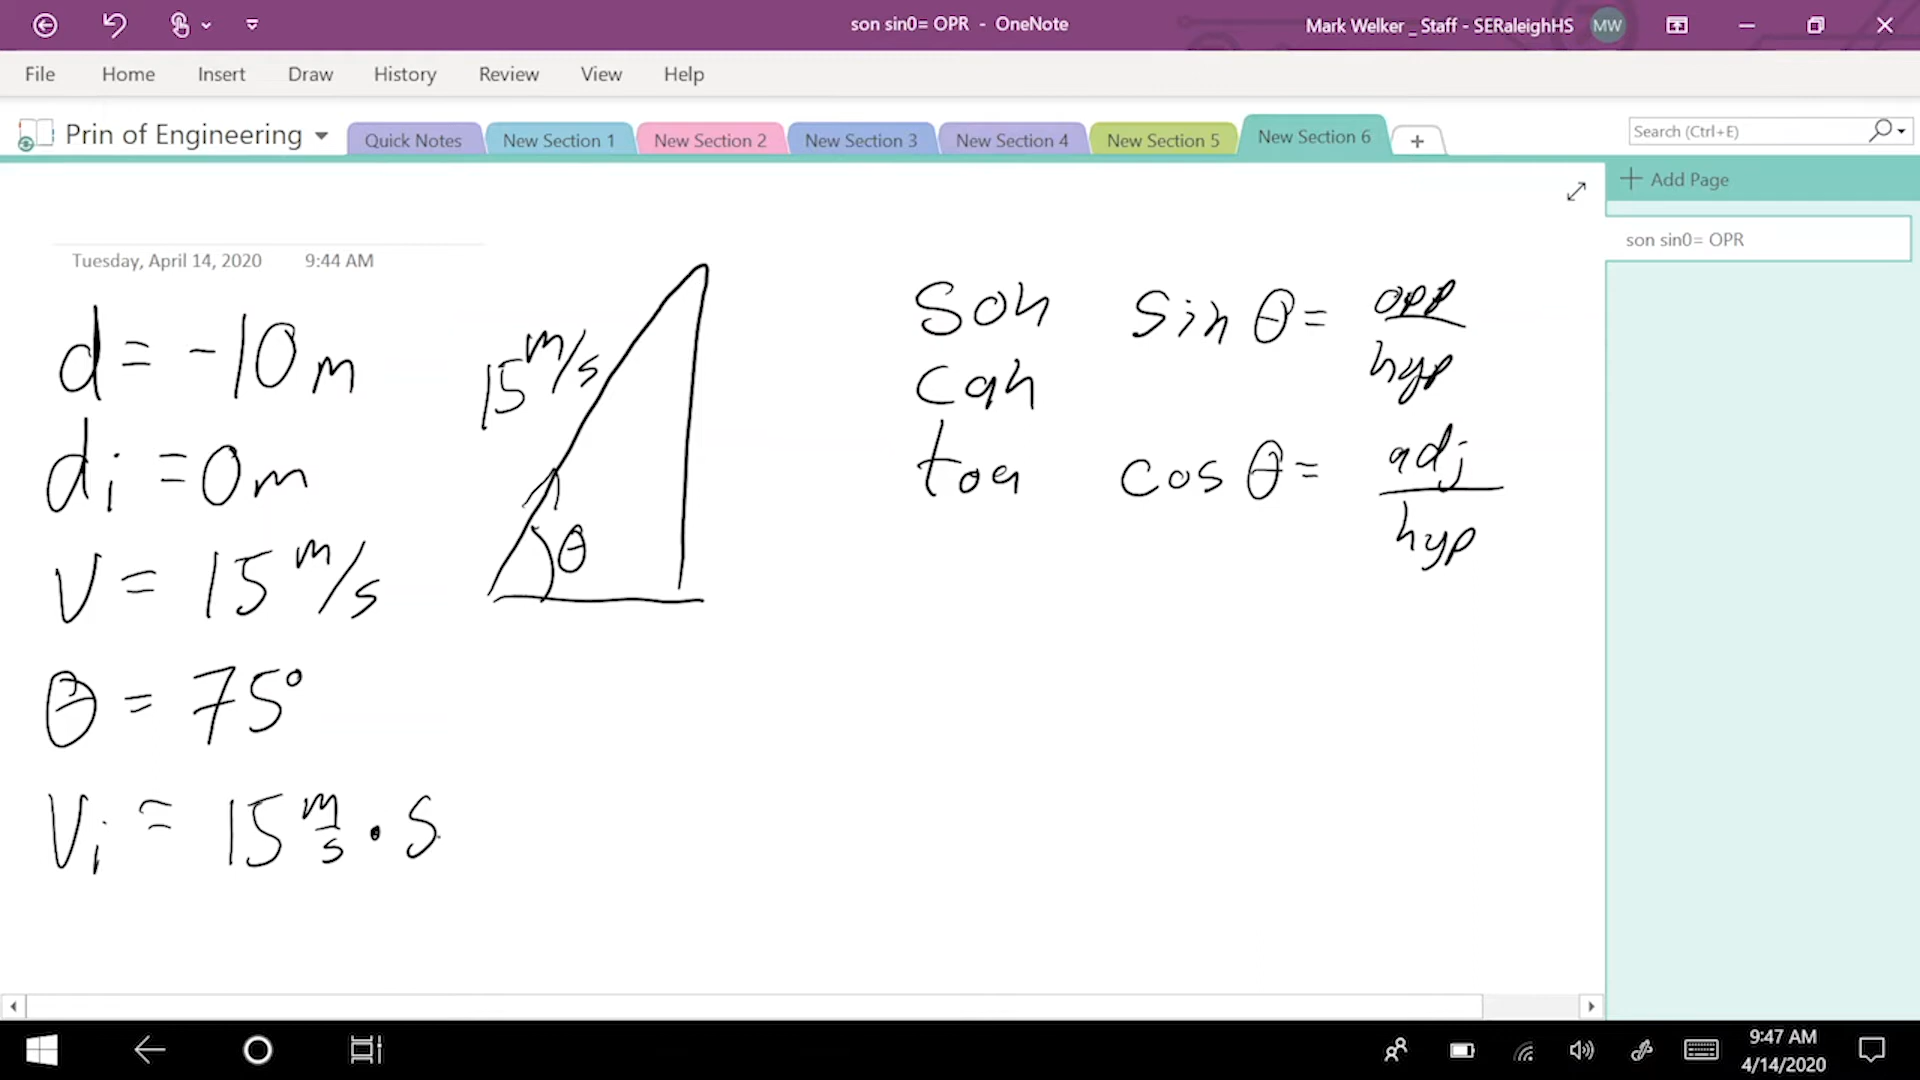 son sin0= OPR - OneNote
Mark Welker _ Staff - SERaleighHS
MW
File Home Insert Draw History Review View Help
Prin of Engineering
Quick Notes
New Section 1
New Section 2
New Section 3
New Section 4
New Section 5
New Section 6
+
Search (Ctrl+E)
Add Page
son sin0= OPR
Tuesday, April 14, 2020 9:44 AM
d = -10 m
di = 0m
V = 15 m/s
θ = 75°
Vi = 15 m/s • S
15 m/s
θ
Soh
Cah
toa
Sin θ = opp/hyp
cos θ = adj/hyp
9:47 AM
4/14/2020